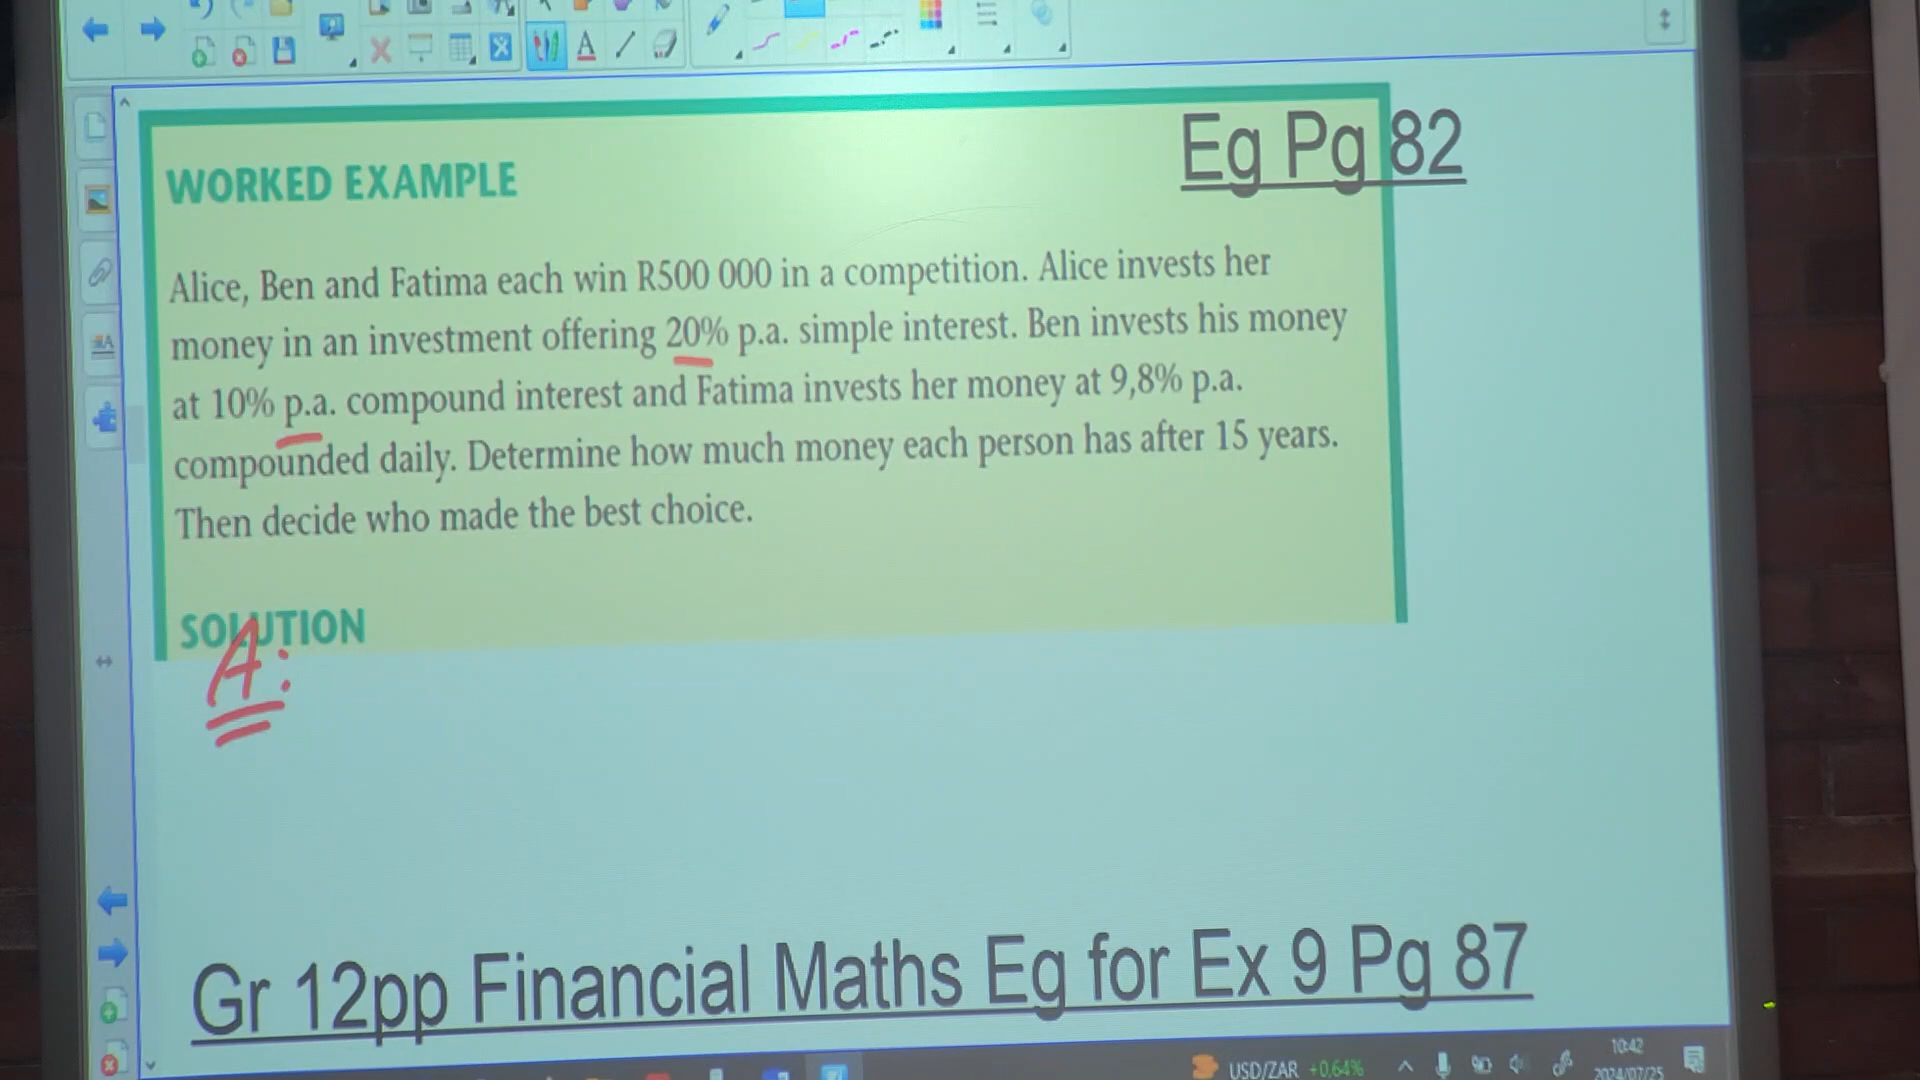 Eg Pg 82
WORKED EXAMPLE
Alice, Ben and Fatima each win R500 000 in a competition. Alice invests her
money in an investment offering 20% p.a. simple interest. Ben invests his money
at 10% p.a. compound interest and Fatima invests her money at 9,8% p.a.
compounded daily. Determine how much money each person has after 15 years.
Then decide who made the best choice.
SOLUTION
A:
Gr 12pp Financial Maths Eg for Ex 9 Pg 87
USD/ZAR +0,64%
10:42
2024/07/25